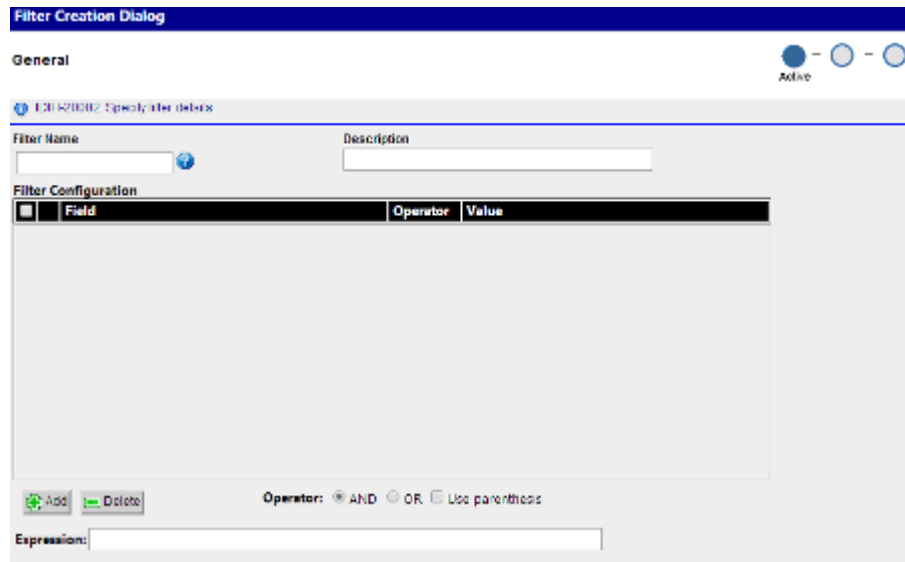 Filter Creation Dialog
General
Active
Specify filter details
Filter Name Description
Filter Configuration
Field Operator Value
Add Delete Operator: AND OR Use parenthesis
Expression: